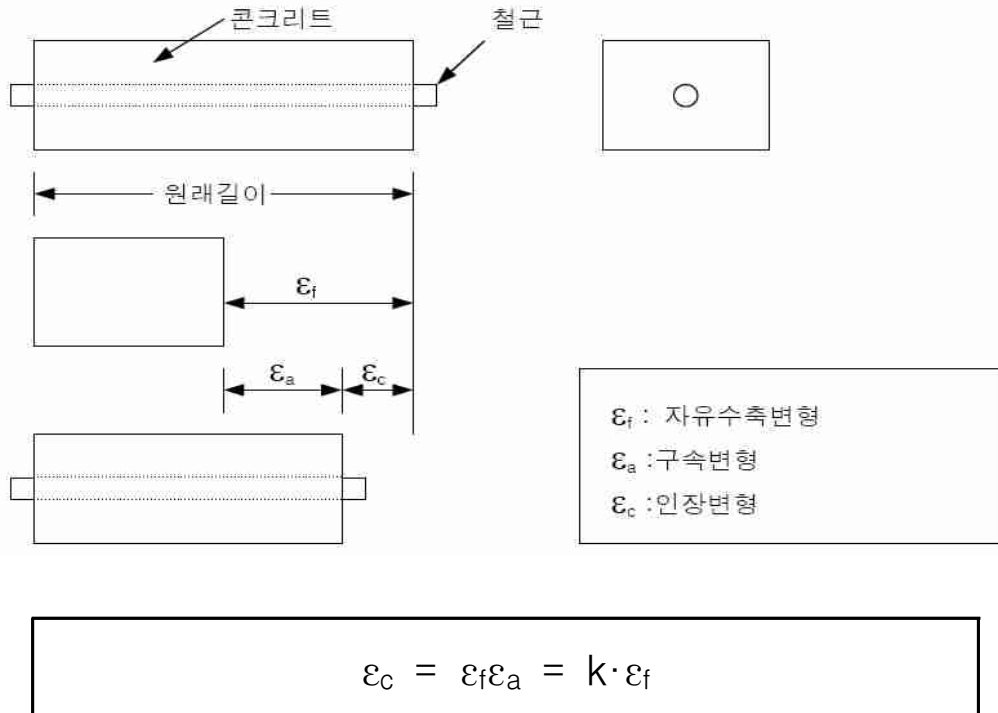 콘크리트
철근
원래길이
εf
εa
εc
εf : 자유수축변형
εa :구속변형
εc :인장변형
εc = εfεa = k·εf